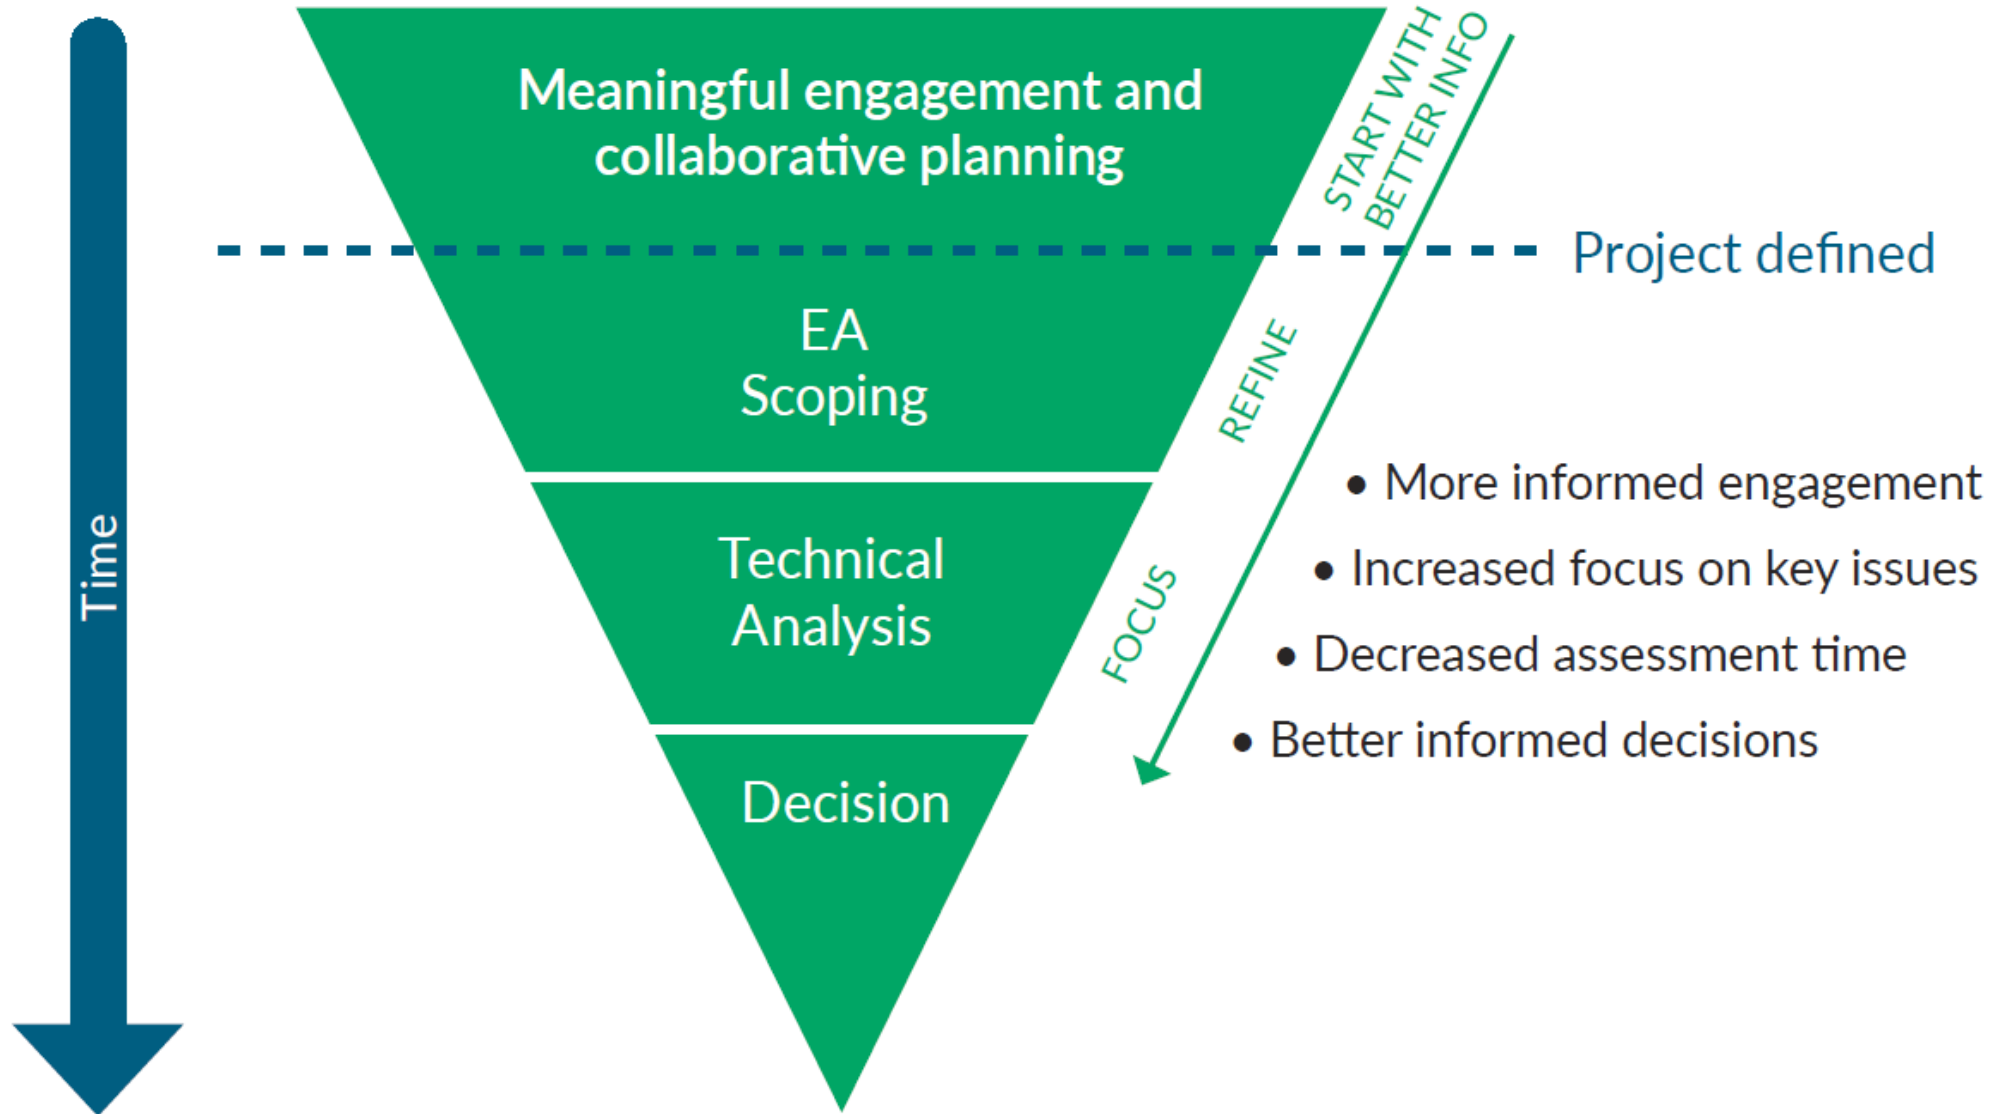 Meaningful engagement and
collaborative planning
START WITH
BETTER INFO
Project defined
EA
Scoping
REFINE
• More informed engagement
Technical
Analysis
• Increased focus on key issues
Time
FOCUS
• Decreased assessment time
• Better informed decisions
Decision